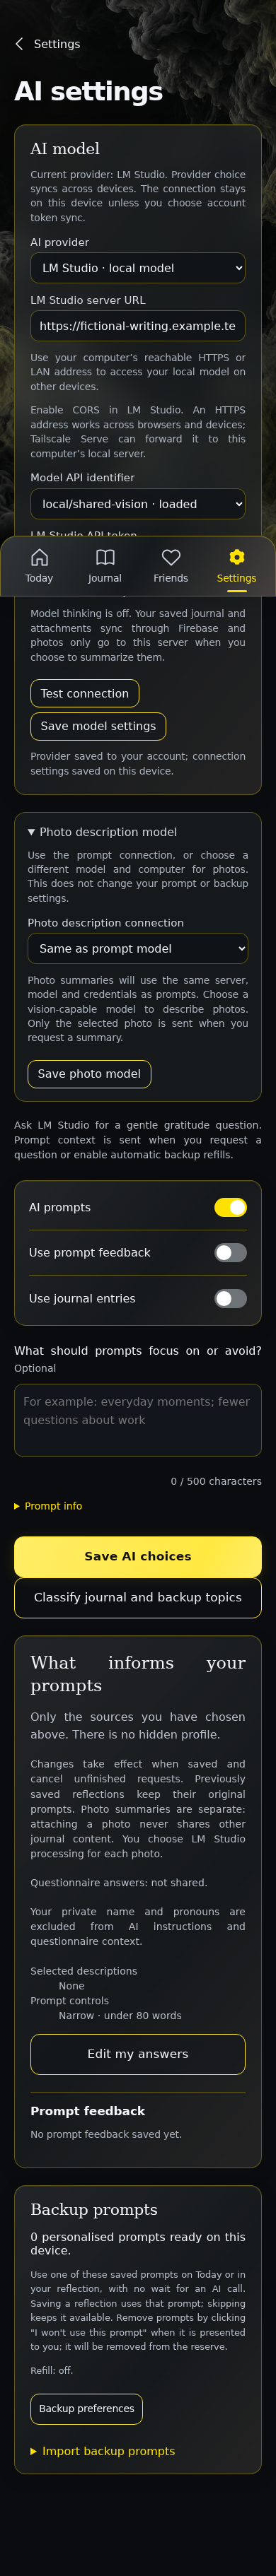 Settings
AI settings
AI model
Current provider: LM Studio. Provider choice
syncs across devices. The connection stays
on this device unless you choose account
token sync.
AI provider
LM Studio · local model
LM Studio server URL
https://fictional-writing.example.te
Use your computer’s reachable HTTPS or
LAN address to access your local model on
other devices.
Enable CORS in LM Studio. An HTTPS
address works across browsers and devices;
Tailscale Serve can forward it to this
computer’s local server.
Model API identifier
local/shared-vision · loaded
LM Studio API token
Today
Journal
Friends
Settings
Model thinking is off. Your saved journal and
attachments sync through Firebase and
photos only go to this server when you
choose to summarize them.
Test connection
Save model settings
Provider saved to your account; connection
settings saved on this device.
▼ Photo description model
Use the prompt connection, or choose a
different model and computer for photos.
This does not change your prompt or backup
settings.
Photo description connection
Same as prompt model
Photo summaries will use the same server,
model and credentials as prompts. Choose a
vision-capable model to describe photos.
Only the selected photo is sent when you
request a summary.
Save photo model
Ask LM Studio for a gentle gratitude question.
Prompt context is sent when you request a
question or enable automatic backup refills.
AI prompts
Use prompt feedback
Use journal entries
What should prompts focus on or avoid?
Optional
For example: everyday moments; fewer
questions about work
0 / 500 characters
▶ Prompt info
Save AI choices
Classify journal and backup topics
What informs your
prompts
Only the sources you have chosen
above. There is no hidden profile.
Changes take effect when saved and
cancel unfinished requests. Previously
saved reflections keep their original
prompts. Photo summaries are separate:
attaching a photo never shares other
journal content. You choose LM Studio
processing for each photo.
Questionnaire answers: not shared.
Your private name and pronouns are
excluded from AI instructions and
questionnaire context.
Selected descriptions
None
Prompt controls
Narrow · under 80 words
Edit my answers
Prompt feedback
No prompt feedback saved yet.
Backup prompts
0 personalised prompts ready on this
device.
Use one of these saved prompts on Today or in
your reflection, with no wait for an AI call.
Saving a reflection uses that prompt; skipping
keeps it available. Remove prompts by clicking
"I won't use this prompt" when it is presented
to you; it will be removed from the reserve.
Refill: off.
Backup preferences
▶ Import backup prompts